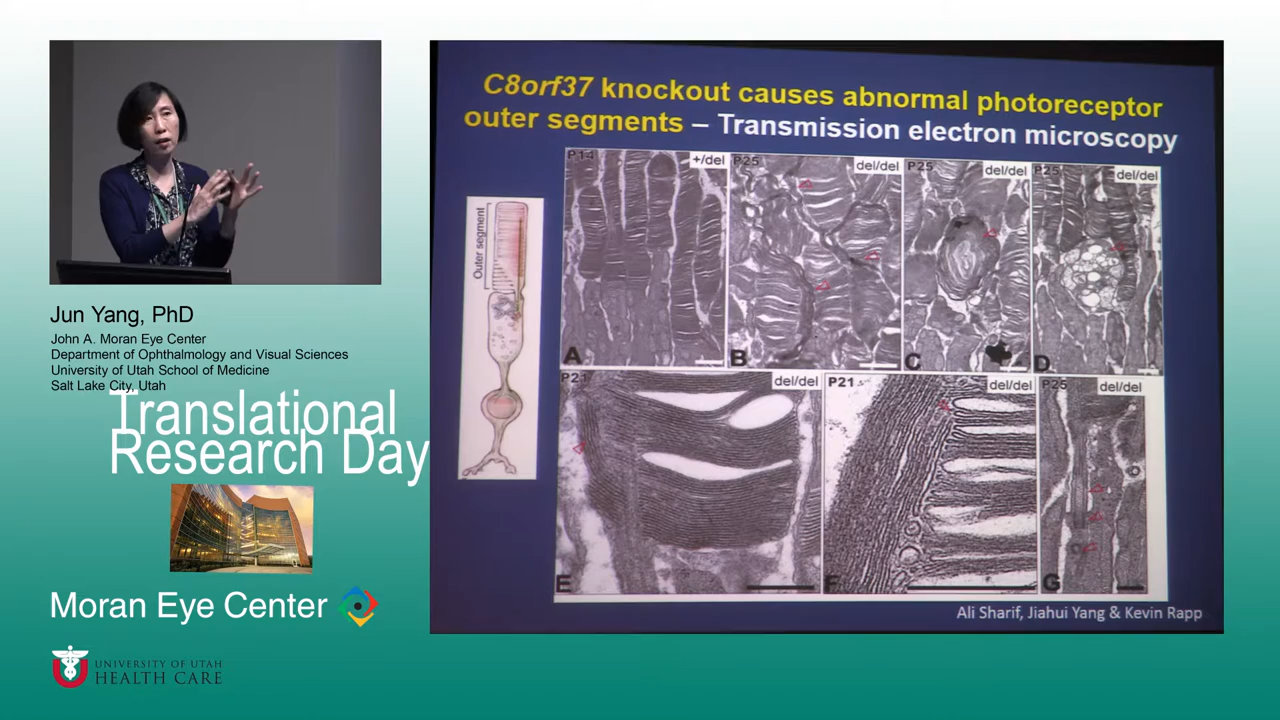 C8orf37 knockout causes abnormal photoreceptor
outer segments – Transmission electron microscopy
Outer segment
P14
+/del
A
P25
del/del
B
P25
del/del
C
P25
del/del
D
P21
del/del
E
P21
del/del
F
P25
del/del
G
Ali Sharif, Jiahui Yang & Kevin Rapp
Jun Yang, PhD
John A. Moran Eye Center
Department of Ophthalmology and Visual Sciences
University of Utah School of Medicine
Salt Lake City, Utah
Translational
Research Day
Moran Eye Center
U
UNIVERSITY OF UTAH
HEALTH CARE